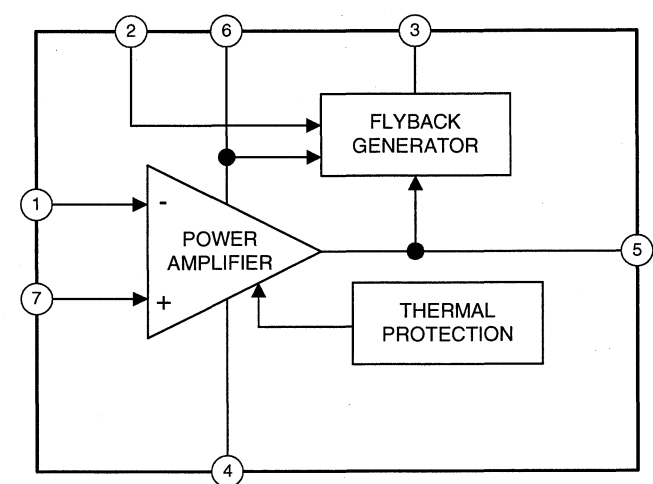 2
6
3
FLYBACK
GENERATOR
1
-
POWER
AMPLIFIER
5
7
+
THERMAL
PROTECTION
4